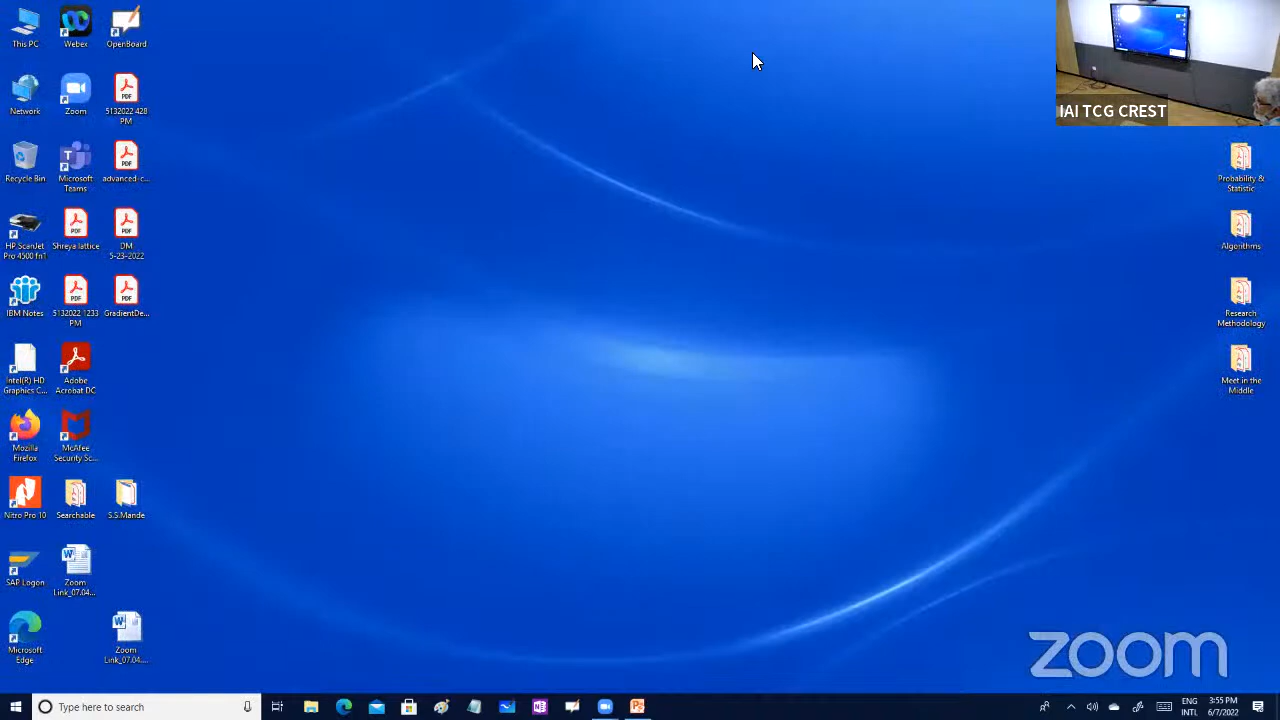 This PC
Webex
OpenBoard
Network
Zoom
5132022 428
PM
Recycle Bin
Microsoft
Teams
advanced-c...
HP ScanJet
Pro 4500 fn1
Shreya lattice
DM
5-23-2022
IBM Notes
5132022 1233
PM
GradientDe...
Intel(R) HD
Graphics C...
Adobe
Acrobat DC
Mozilla
Firefox
McAfee
Security Sc...
Nitro Pro 10
Searchable
S.S.Mande
SAP Logon
Zoom
Link_07.04....
Microsoft
Edge
Zoom
Link_07.04....
IAI TCG CREST
Probability &
Statistic
Algorithms
Research
Methodology
Meet in the
Middle
zoom
Type here to search
ENG
INTL
3:55 PM
6/7/2022